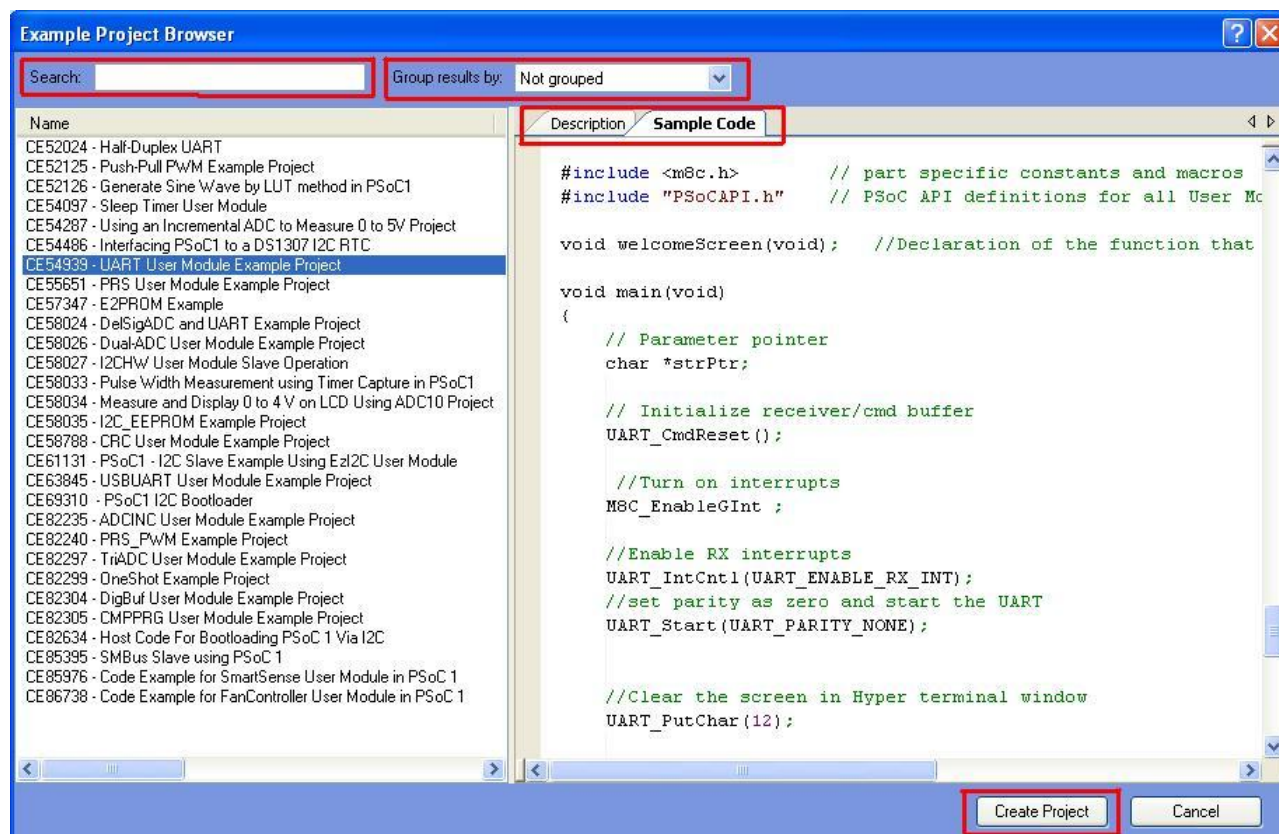 Example Project Browser
Search:
Group results by: Not grouped
Name
CE52024 - Half-Duplex UART
CE52125 - Push-Pull PWM Example Project
CE52126 - Generate Sine Wave by LUT method in PSoC1
CE54097 - Sleep Timer User Module
CE54287 - Using an Incremental ADC to Measure 0 to 5V Project
CE54486 - Interfacing PSoC1 to a DS1307 I2C RTC
CE54939 - UART User Module Example Project
CE55651 - PRS User Module Example Project
CE57347 - E2PROM Example
CE58024 - DelSigADC and UART Example Project
CE58026 - Dual-ADC User Module Example Project
CE58027 - I2CHW User Module Slave Operation
CE58033 - Pulse Width Measurement using Timer Capture in PSoC1
CE58034 - Measure and Display 0 to 4 V on LCD Using ADC10 Project
CE58035 - I2C_EEPROM Example Project
CE58788 - CRC User Module Example Project
CE61131 - PSoC1 - I2C Slave Example Using EzI2C User Module
CE63845 - USBUART User Module Example Project
CE69310 - PSoC1 I2C Bootloader
CE82235 - ADCINC User Module Example Project
CE82240 - PRS_PWM Example Project
CE82297 - TriADC User Module Example Project
CE82299 - OneShot Example Project
CE82304 - DigBuf User Module Example Project
CE82305 - CMPPRG User Module Example Project
CE82634 - Host Code For Bootloading PSoC 1 Via I2C
CE85395 - SMBus Slave using PSoC 1
CE85976 - Code Example for SmartSense User Module in PSoC 1
CE86738 - Code Example for FanController User Module in PSoC 1
Description Sample Code
#include <m8c.h> // part specific constants and macros
#include "PSoCAPI.h" // PSoC API definitions for all User Mo
void welcomeScreen(void); //Declaration of the function that
void main(void)
{
// Parameter pointer
char *strPtr;
// Initialize receiver/cmd buffer
UART_CmdReset();
//Turn on interrupts
M8C_EnableGInt ;
//Enable RX interrupts
UART_IntCntl(UART_ENABLE_RX_INT);
//set parity as zero and start the UART
UART_Start(UART_PARITY_NONE);
//Clear the screen in Hyper terminal window
UART_PutChar(12);
Create Project Cancel